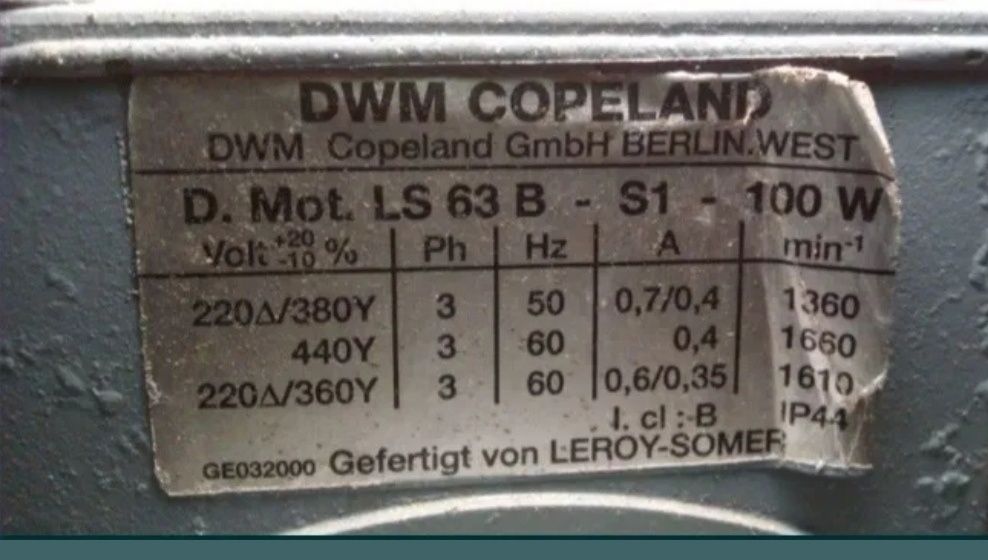 DWM COPELAND
DWM Copeland GmbH BERLIN.WEST
D. Mot. LS 63 B - S1 - 100 W
Volt +20 -10 % Ph Hz A min-1
220Δ/380Y 3 50 0,7/0,4 1360
440Y 3 60 0,4 1660
220Δ/360Y 3 60 0,6/0,35 1610
I. cl : B IP44
GE032000 Gefertigt von LEROY-SOMER